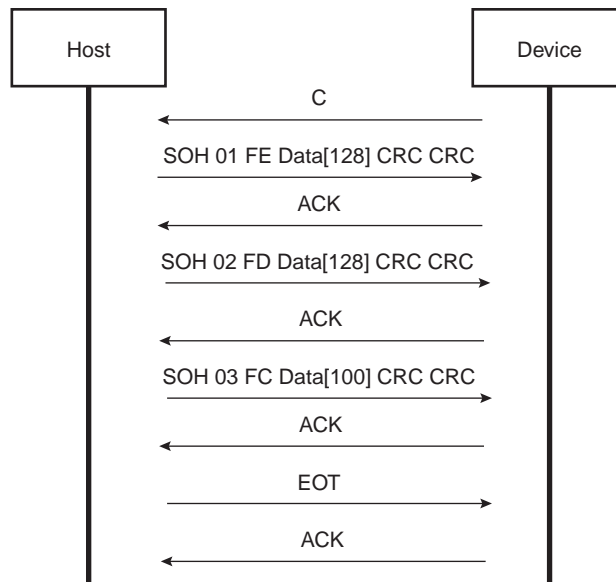 Host
Device
C
SOH 01 FE Data[128] CRC CRC
ACK
SOH 02 FD Data[128] CRC CRC
ACK
SOH 03 FC Data[100] CRC CRC
ACK
EOT
ACK